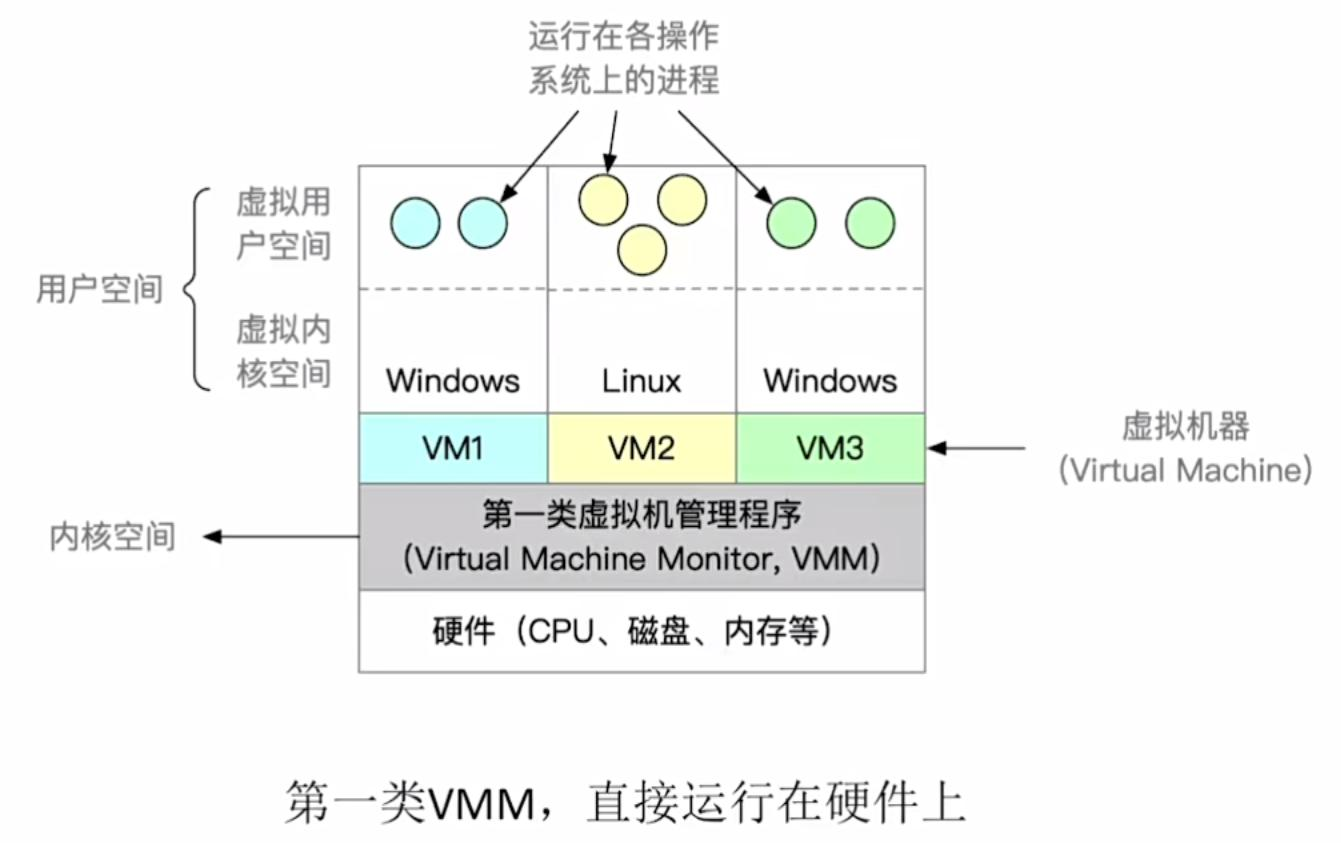 运行在各操作
系统上的进程
虚拟用
户空间
用户空间
虚拟内
核空间
Windows
Linux
Windows
VM1
VM2
VM3
虚拟机器
(Virtual Machine)
第一类虚拟机管理程序
(Virtual Machine Monitor, VMM)
内核空间
硬件（CPU、磁盘、内存等）
第一类VMM，直接运行在硬件上